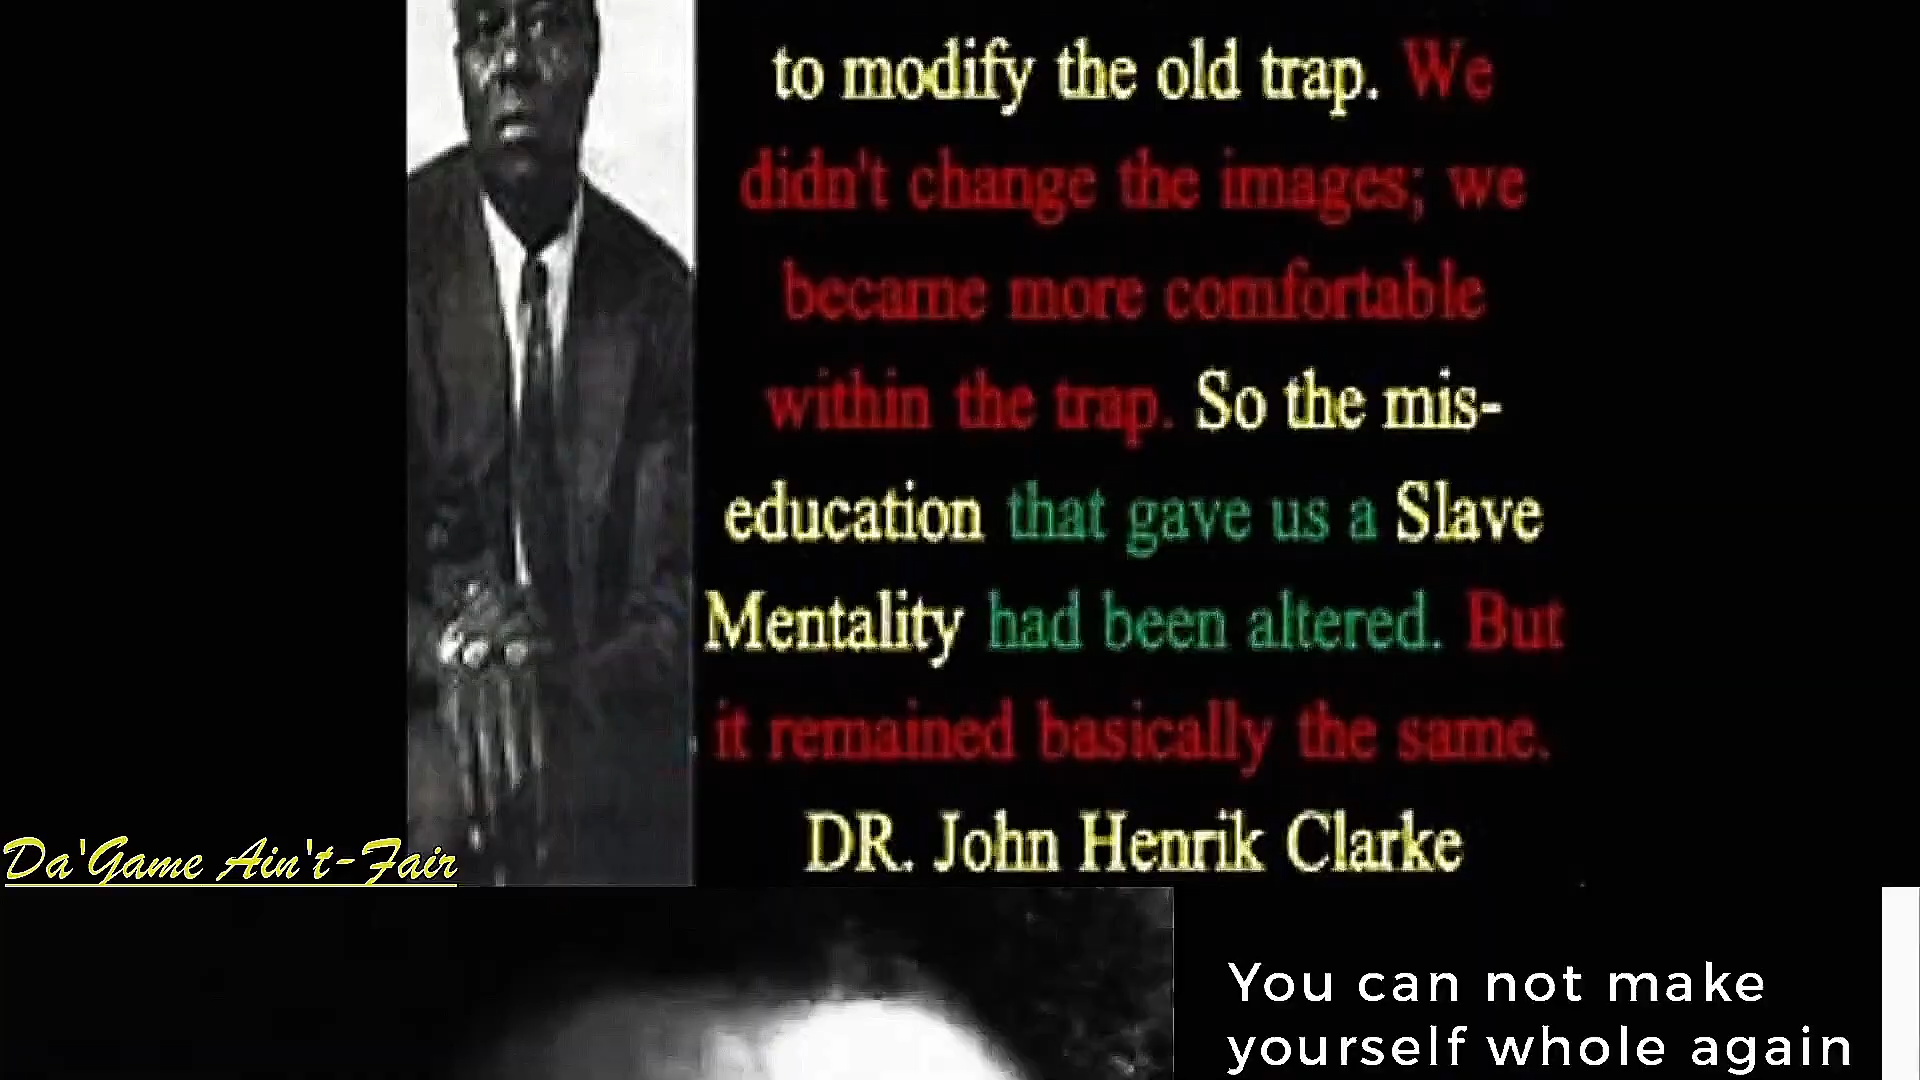 to modify the old trap. We
didn't change the images; we
became more comfortable
within the trap. So the mis-
education that gave us a Slave
Mentality had been altered. But
it remained basically the same.
DR. John Henrik Clarke
Da'Game Ain't-Fair
You can not make
yourself whole again